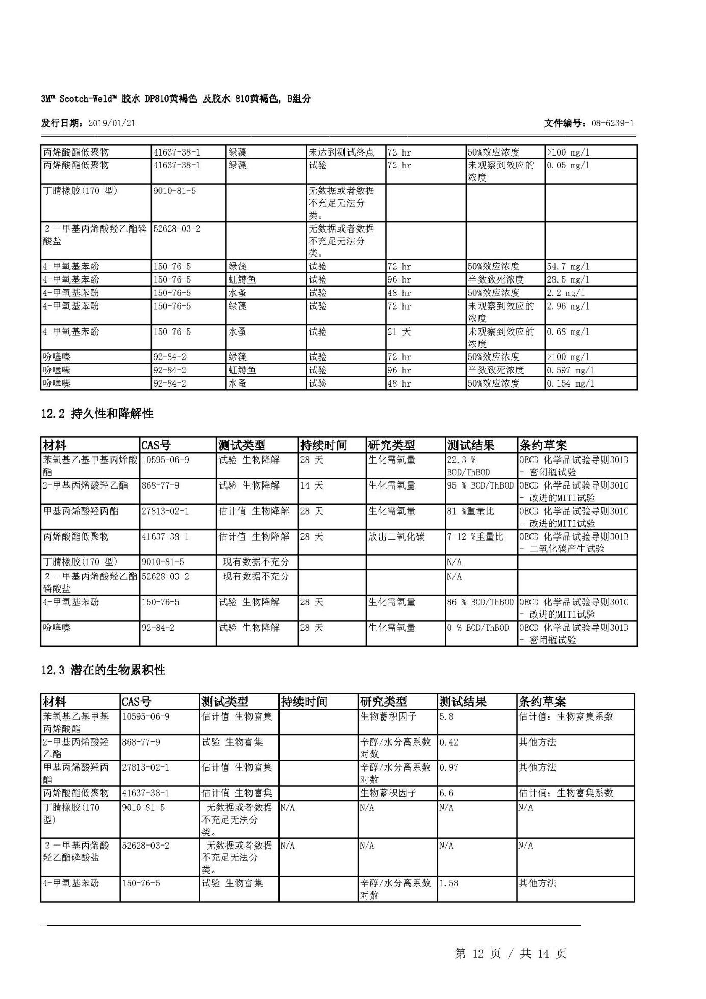 3M™ Scotch-Weld™ 胶水 DP810黄褐色 及胶水 810黄褐色, B组分
发行日期: 2019/01/21 文件编号: 08-6239-1
丙烯酸酯低聚物 41637-38-1 绿藻 未达到测试终点 72 hr 50%效应浓度 >100 mg/l
丙烯酸酯低聚物 41637-38-1 绿藻 试验 72 hr 未观察到效应的 0.05 mg/l
浓度
丁腈橡胶(170 型) 9010-81-5 无数据或者数据
不充足无法分
类。
2－甲基丙烯酸羟乙酯磷 52628-03-2 无数据或者数据
酸盐 不充足无法分
类。
4-甲氧基苯酚 150-76-5 绿藻 试验 72 hr 50%效应浓度 54.7 mg/l
4-甲氧基苯酚 150-76-5 虹鳟鱼 试验 96 hr 半数致死浓度 28.5 mg/l
4-甲氧基苯酚 150-76-5 水蚤 试验 48 hr 50%效应浓度 2.2 mg/l
4-甲氧基苯酚 150-76-5 绿藻 试验 72 hr 未观察到效应的 2.96 mg/l
浓度
4-甲氧基苯酚 150-76-5 水蚤 试验 21 天 未观察到效应的 0.68 mg/l
浓度
吩噻嗪 92-84-2 绿藻 试验 72 hr 50%效应浓度 >100 mg/l
吩噻嗪 92-84-2 虹鳟鱼 试验 96 hr 半数致死浓度 0.597 mg/l
吩噻嗪 92-84-2 水蚤 试验 48 hr 50%效应浓度 0.154 mg/l
12.2 持久性和降解性
材料 CAS号 测试类型 持续时间 研究类型 测试结果 条约草案
苯氧基乙基甲基丙烯酸 10595-06-9 试验 生物降解 28 天 生化需氧量 22.3 % OECD 化学品试验导则301D
酯 BOD/ThBOD - 密闭瓶试验
2-甲基丙烯酸羟乙酯 868-77-9 试验 生物降解 14 天 生化需氧量 95 % BOD/ThBOD OECD 化学品试验导则301C
- 改进的MITI试验
甲基丙烯酸羟丙酯 27813-02-1 估计值 生物降解 28 天 生化需氧量 81 %重量比 OECD 化学品试验导则301C
- 改进的MITI试验
丙烯酸酯低聚物 41637-38-1 估计值 生物降解 28 天 放出二氧化碳 7-12 %重量比 OECD 化学品试验导则301B
- 二氧化碳产生试验
丁腈橡胶(170 型) 9010-81-5 现有数据不充分 N/A
2－甲基丙烯酸羟乙酯 52628-03-2 现有数据不充分 N/A
磷酸盐
4-甲氧基苯酚 150-76-5 试验 生物降解 28 天 生化需氧量 86 % BOD/ThBOD OECD 化学品试验导则301C
- 改进的MITI试验
吩噻嗪 92-84-2 试验 生物降解 28 天 生化需氧量 0 % BOD/ThBOD OECD 化学品试验导则301D
- 密闭瓶试验
12.3 潜在的生物累积性
材料 CAS号 测试类型 持续时间 研究类型 测试结果 条约草案
苯氧基乙基甲基 10595-06-9 估计值 生物富集 生物蓄积因子 5.8 估计值: 生物富集系数
丙烯酸酯
2-甲基丙烯酸羟 868-77-9 试验 生物富集 辛醇/水分离系数 0.42 其他方法
乙酯 对数
甲基丙烯酸羟丙 27813-02-1 估计值 生物富集 辛醇/水分离系数 0.97 其他方法
酯 对数
丙烯酸酯低聚物 41637-38-1 估计值 生物富集 生物蓄积因子 6.6 估计值: 生物富集系数
丁腈橡胶(170 9010-81-5 无数据或者数据 N/A N/A N/A N/A
型) 不充足无法分
类。
2－甲基丙烯酸 52628-03-2 无数据或者数据 N/A N/A N/A N/A
羟乙酯磷酸盐 不充足无法分
类。
4-甲氧基苯酚 150-76-5 试验 生物富集 辛醇/水分离系数 1.58 其他方法
对数
第 12 页 / 共 14 页